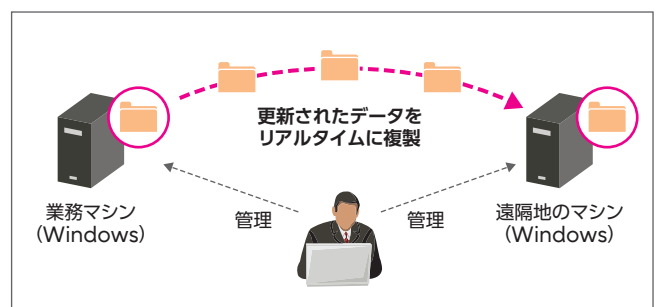 更新されたデータを
リアルタイムに複製
業務マシン
（Windows）
管理
管理
遠隔地のマシン
（Windows）